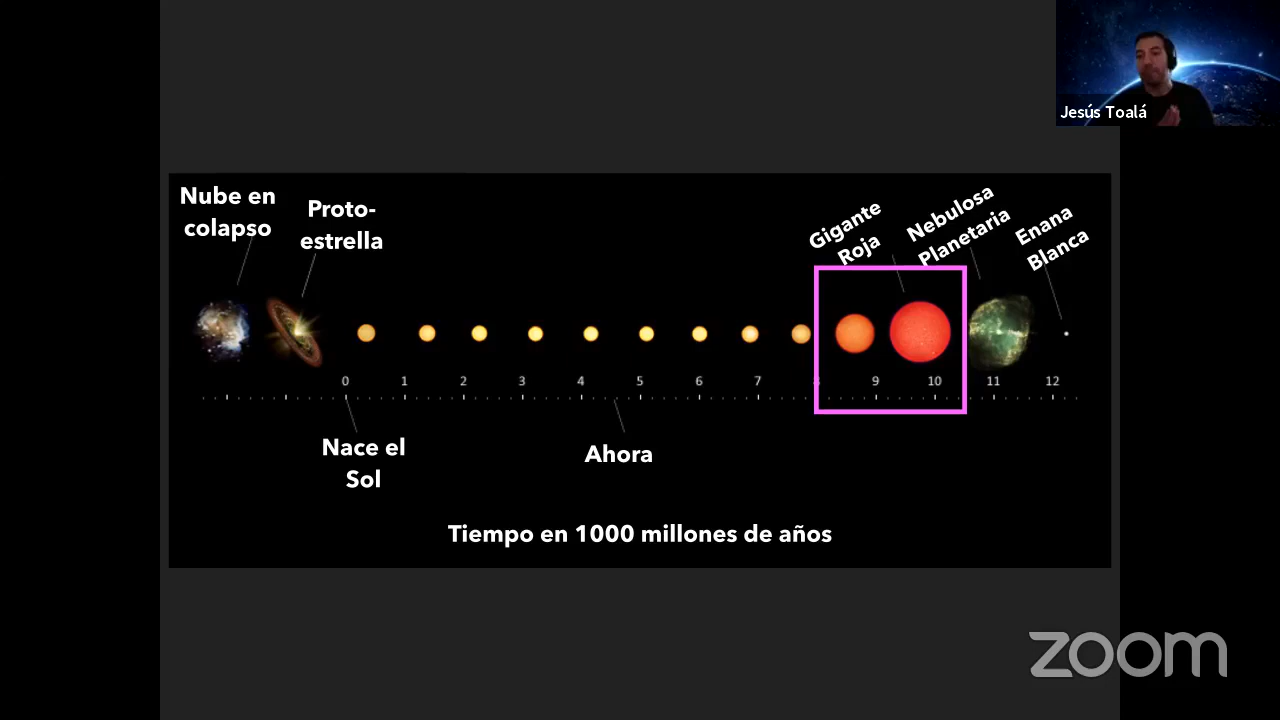 Jesús Toalá
Nube en
colapso
Proto-
estrella
Gigante
Roja
Nebulosa
Planetaria
Enana
Blanca
0 1 2 3 4 5 6 7 8 9 10 11 12
Nace el
Sol
Ahora
Tiempo en 1000 millones de años
zoom